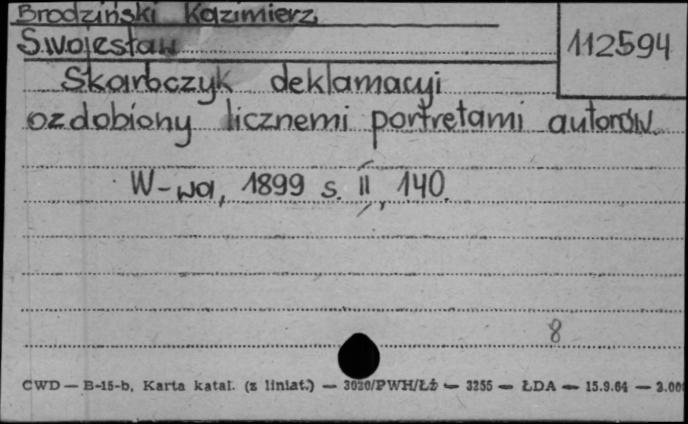 Brodziński Kazimierz
112594
Swojesław
Skarbczyk deklamacyi
ozdobiony licznemi portretami autorów.
W-wa, 1899 s. II, 140.
8
CWD — B-15-b, Karta katal. (z liniat.) — 3020/PWH/Łź — 3255 — ŁDA — 15.9.64 — 3.000